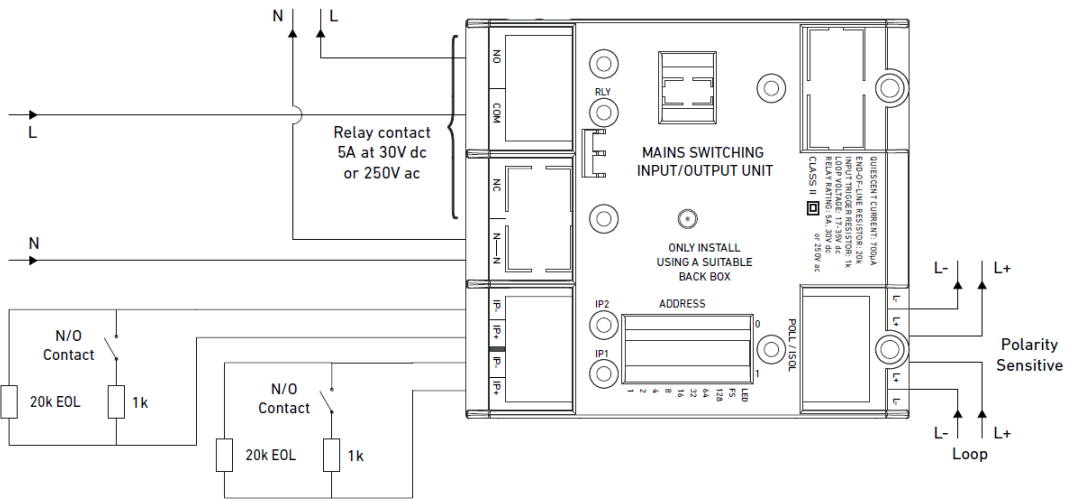 N
L
L
Relay contact
5A at 30V dc
or 250V ac
N
NO
COM
NC
N—N
IP-
IP+
IP-
IP+
RLY
MAINS SWITCHING
INPUT/OUTPUT UNIT
ONLY INSTALL
USING A SUITABLE
BACK BOX
QUIESCENT CURRENT: 700µA
END-OF-LINE RESISTOR: 20k
INPUT TRIGGER RESISTOR: 1k
LOOP VOLTAGE: 17-35V dc
RELAY RATING: 5A, 30V dc
or 250V ac
CLASS II
IP2
IP1
ADDRESS
0
1
1
2
4
8
16
32
64
128
FS
LED
POLL / ISOL
L-
L+
L+
L-
L-
L+
Polarity
Sensitive
L-
L+
Loop
N/O
Contact
20k EOL
1k
N/O
Contact
20k EOL
1k